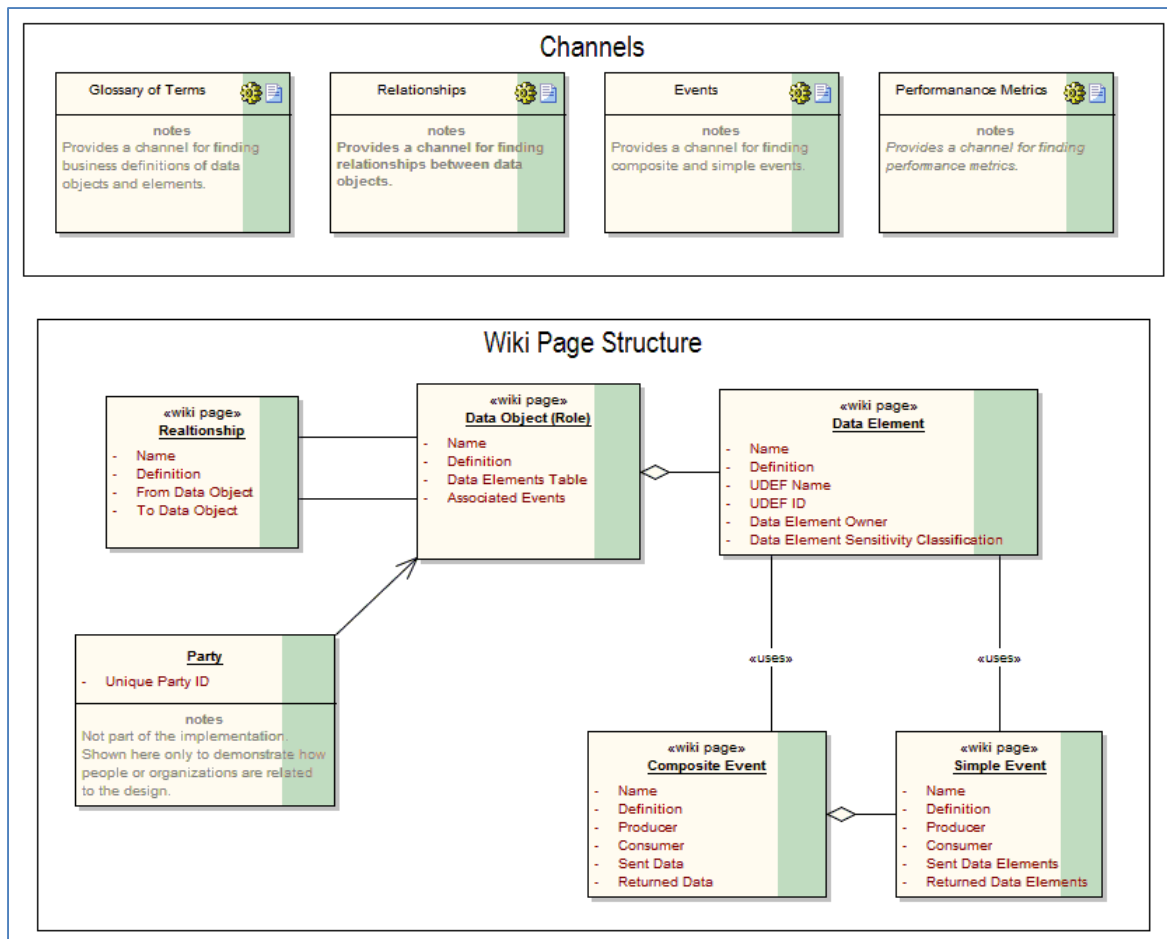 Channels
Glossary of Terms
notes
Provides a channel for finding
business definitions of data
objects and elements.
Relationships
notes
Provides a channel for finding
relationships between data
objects.
Events
notes
Provides a channel for finding
composite and simple events.
Performanance Metrics
notes
Provides a channel for finding
performance metrics.
Wiki Page Structure
«wiki page»
Realtionship
- Name
- Definition
- From Data Object
- To Data Object
«wiki page»
Data Object (Role)
- Name
- Definition
- Data Elements Table
- Associated Events
«wiki page»
Data Element
- Name
- Definition
- UDEF Name
- UDEF ID
- Data Element Owner
- Data Element Sensitivity Classification
Party
- Unique Party ID
notes
Not part of the implementation.
Shown here only to demonstrate how
people or organizations are related
to the design.
«uses»
«uses»
«wiki page»
Composite Event
- Name
- Definition
- Producer
- Consumer
- Sent Data
- Returned Data
«wiki page»
Simple Event
- Name
- Definition
- Producer
- Consumer
- Sent Data Elements
- Returned Data Elements